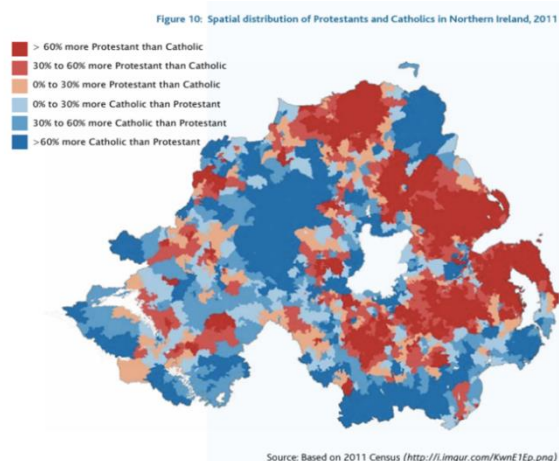 Figure 10: Spatial distribution of Protestants and Catholics in Northern Ireland, 2011
> 60% more Protestant than Catholic
30% to 60% more Protestant than Catholic
0% to 30% more Protestant than Catholic
0% to 30% more Catholic than Protestant
30% to 60% more Catholic than Protestant
>60% more Catholic than Protestant
Source: Based on 2011 Census (http://i.imgur.com/KwnE1Ep.png)